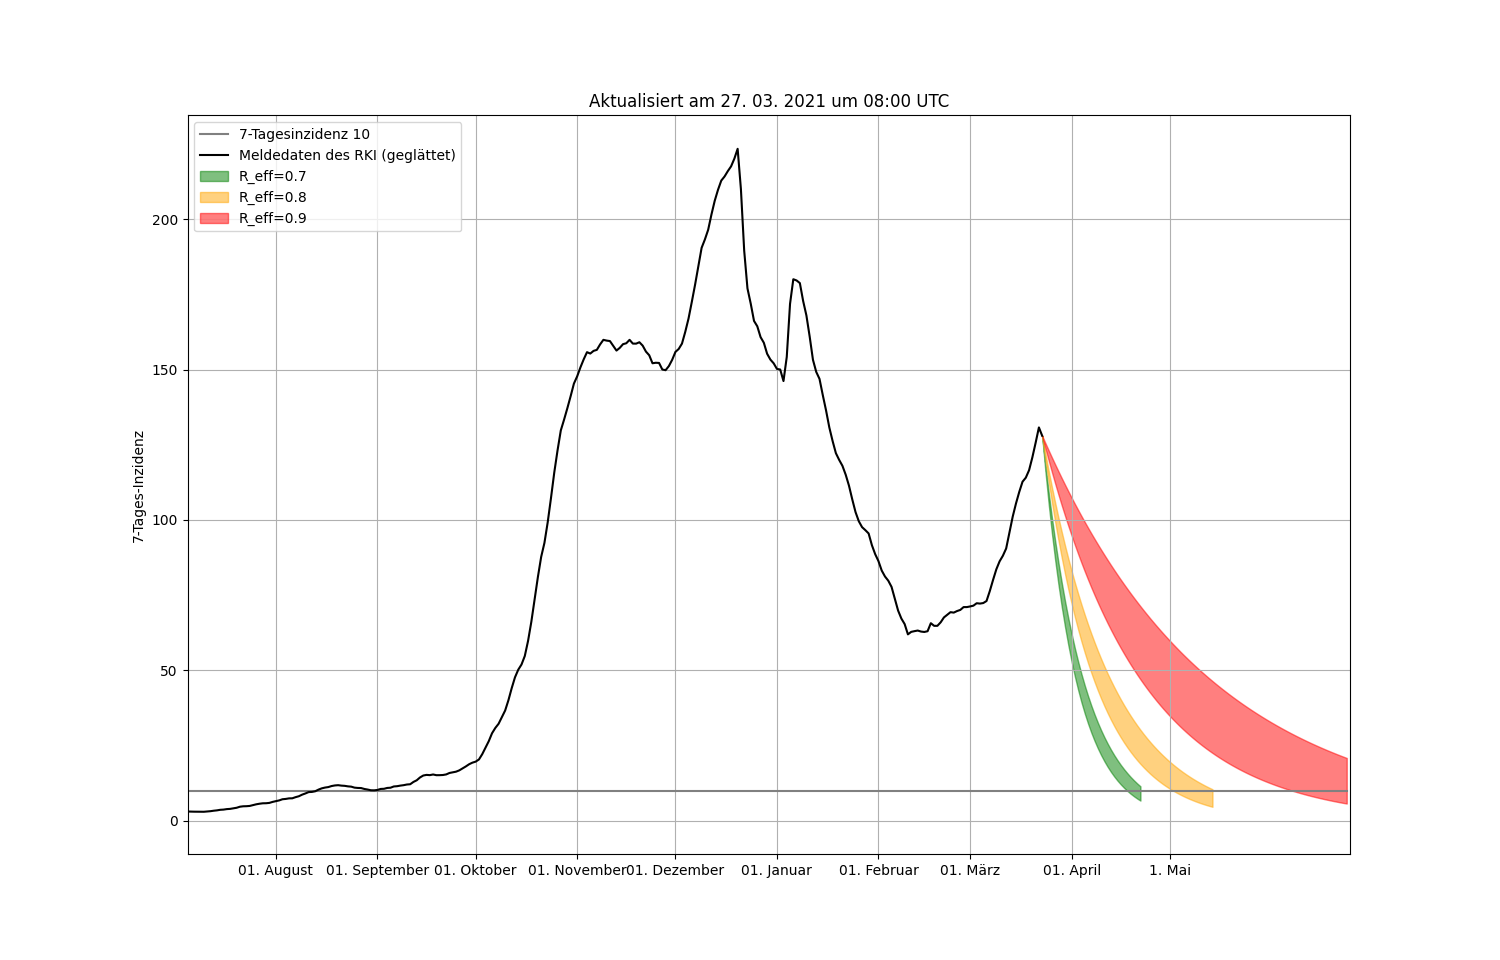 Aktualisiert am 27. 03. 2021 um 08:00 UTC
7-Tagesinzidenz 10
Meldedaten des RKI (geglättet)
R_eff=0.7
R_eff=0.8
R_eff=0.9
7-Tages-Inzidenz
200
150
100
50
0
01. August 01. September 01. Oktober 01. November 01. Dezember 01. Januar 01. Februar 01. März 01. April 1. Mai